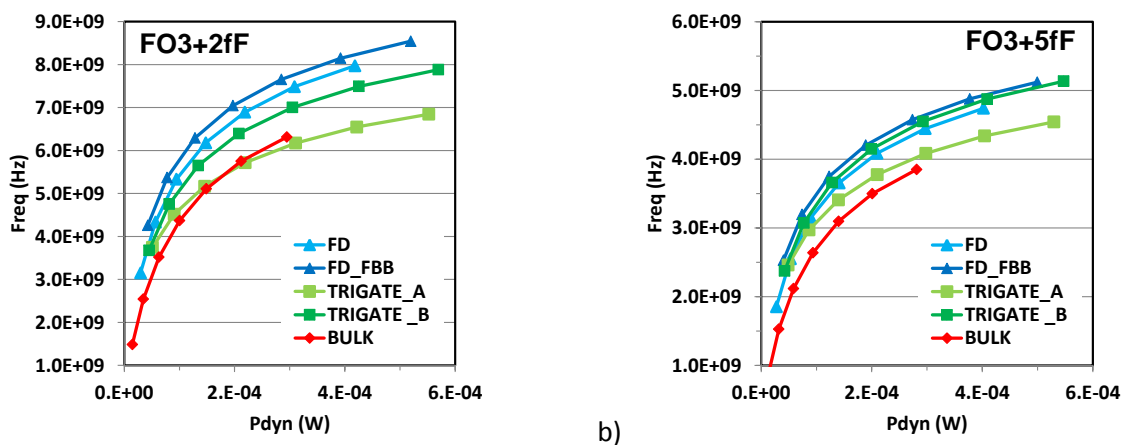 FO3+2fF
9.0E+09
8.0E+09
7.0E+09
6.0E+09
5.0E+09
4.0E+09
3.0E+09
2.0E+09
1.0E+09
Freq (Hz)
FD
FD_FBB
TRIGATE_A
TRIGATE _B
BULK
0.E+00 2.E-04 4.E-04 6.E-04
Pdyn (W)
b)
FO3+5fF
6.0E+09
5.0E+09
4.0E+09
3.0E+09
2.0E+09
1.0E+09
Freq (Hz)
FD
FD_FBB
TRIGATE_A
TRIGATE _B
BULK
0.E+00 2.E-04 4.E-04 6.E-04
Pdyn (W)